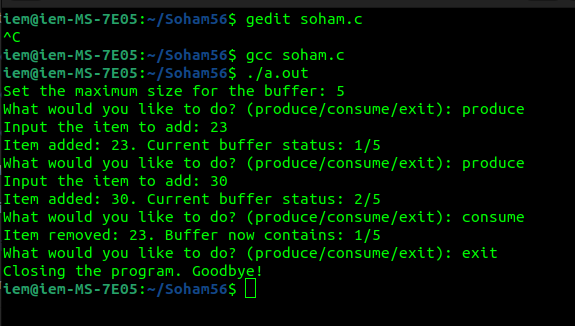 iem@iem-MS-7E05:~/Soham56$ gedit soham.c
^C
iem@iem-MS-7E05:~/Soham56$ gcc soham.c
iem@iem-MS-7E05:~/Soham56$ ./a.out
Set the maximum size for the buffer: 5
What would you like to do? (produce/consume/exit): produce
Input the item to add: 23
Item added: 23. Current buffer status: 1/5
What would you like to do? (produce/consume/exit): produce
Input the item to add: 30
Item added: 30. Current buffer status: 2/5
What would you like to do? (produce/consume/exit): consume
Item removed: 23. Buffer now contains: 1/5
What would you like to do? (produce/consume/exit): exit
Closing the program. Goodbye!
iem@iem-MS-7E05:~/Soham56$